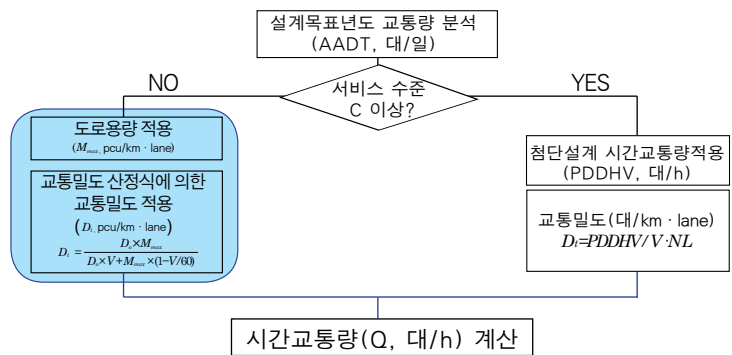 설계목표년도 교통량 분석
(AADT, 대/일)
NO
YES
서비스 수준
C 이상?
도로용량 적용
(Mmax, pcu/km · lane)
교통밀도 산정식에 의한
교통밀도 적용
(Dt, pcu/km · lane)
Dt = Do×Mmax / Do×V+Mmax×(1−V/60)
첨단설계 시간교통량적용
(PDDHV, 대/h)
교통밀도(대/km · lane)
Dt=PDDHV/V·NL
시간교통량(Q, 대/h) 계산